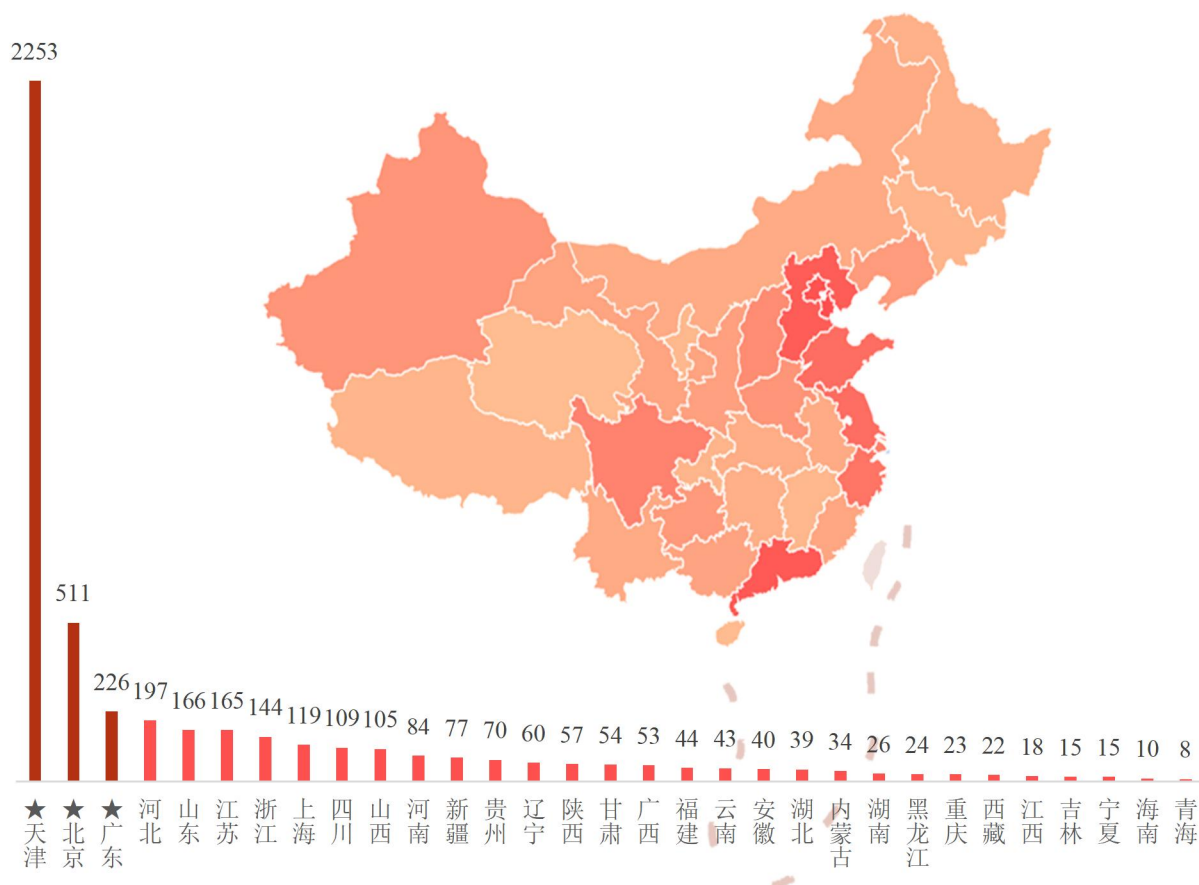 2253
511
226
197
166
165
144
119
109
105
84
77
70
60
57
54
53
44
43
40
39
34
26
24
23
22
18
15
15
10
8
★天津
★北京
★广东
河北
山东
江苏
浙江
上海
四川
山西
河南
新疆
贵州
辽宁
陕西
甘肃
广西
福建
云南
安徽
湖北
内蒙古
湖南
黑龙江
重庆
西藏
江西
吉林
宁夏
海南
青海